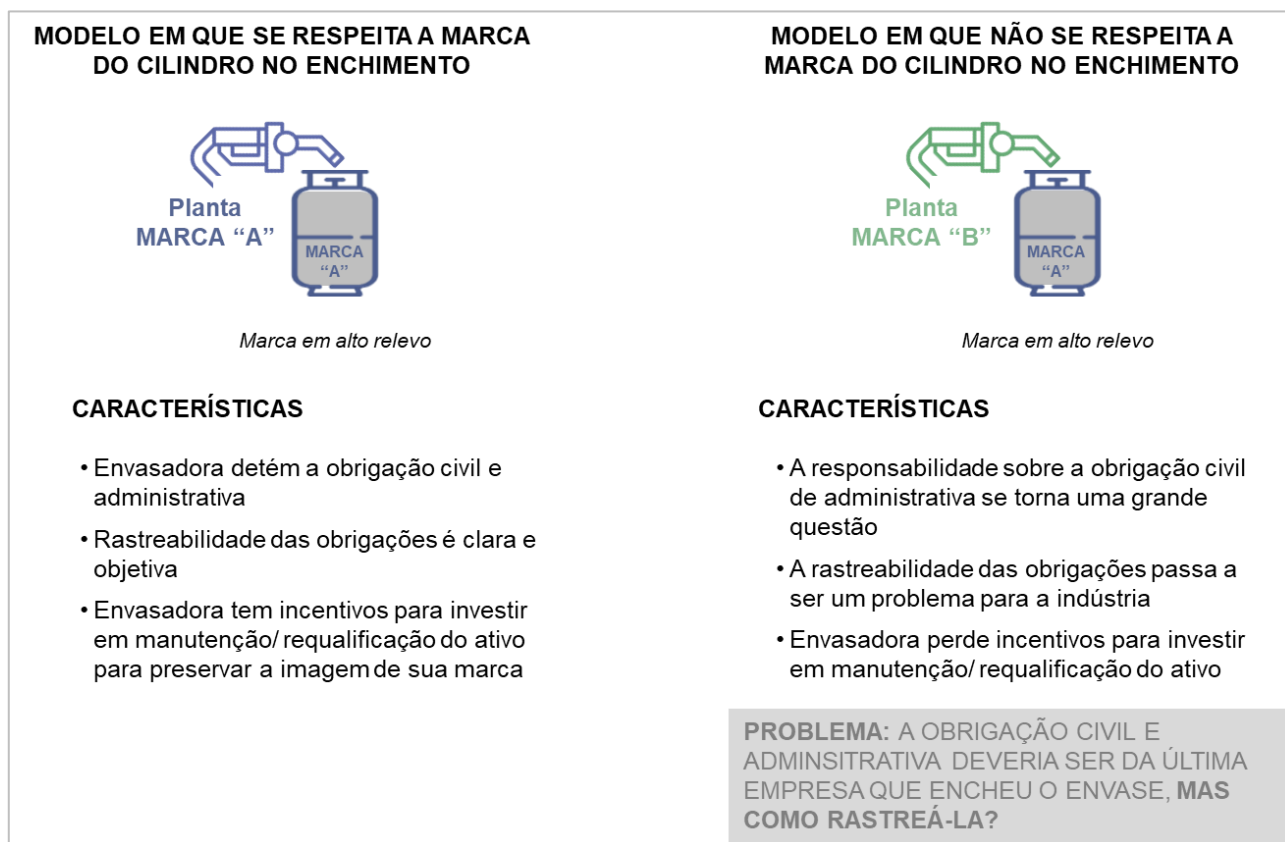 MODELO EM QUE SE RESPEITA A MARCA
DO CILINDRO NO ENCHIMENTO
Planta
MARCA “A”
MARCA
“A”
Marca em alto relevo
CARACTERÍSTICAS
• Envasadora detém a obrigação civil e
administrativa
• Rastreabilidade das obrigações é clara e
objetiva
• Envasadora tem incentivos para investir
em manutenção/ requalificação do ativo
para preservar a imagem de sua marca
MODELO EM QUE NÃO SE RESPEITA A
MARCA DO CILINDRO NO ENCHIMENTO
Planta
MARCA “B”
MARCA
“A”
Marca em alto relevo
CARACTERÍSTICAS
• A responsabilidade sobre a obrigação civil
de administrativa se torna uma grande
questão
• A rastreabilidade das obrigações passa a
ser um problema para a indústria
• Envasadora perde incentivos para investir
em manutenção/ requalificação do ativo
PROBLEMA: A OBRIGAÇÃO CIVIL E
ADMINSITRATIVA DEVERIA SER DA ÚLTIMA
EMPRESA QUE ENCHEU O ENVASE, MAS
COMO RASTREÁ-LA?